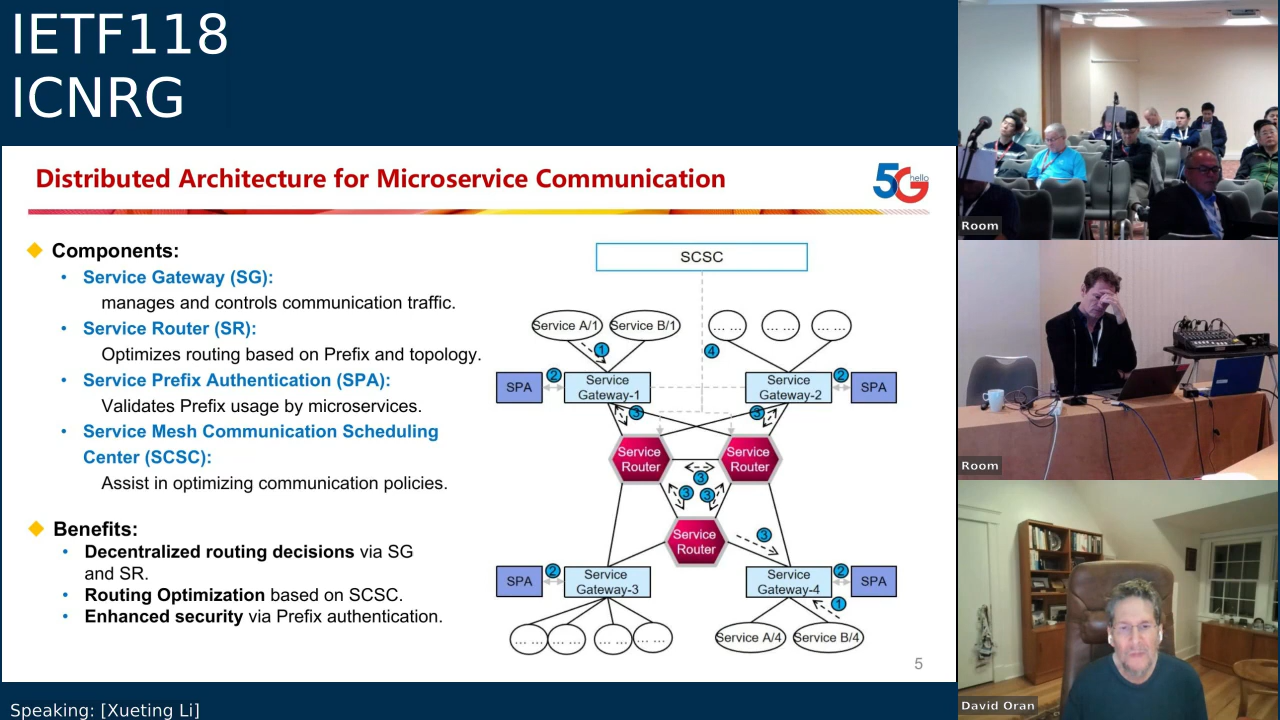 IETF118
ICNRG
Distributed Architecture for Microservice Communication
5G
hello
Components:
Service Gateway (SG):
manages and controls communication traffic.
Service Router (SR):
Optimizes routing based on Prefix and topology.
Service Prefix Authentication (SPA):
Validates Prefix usage by microservices.
Service Mesh Communication Scheduling
Center (SCSC):
Assist in optimizing communication policies.
Benefits:
Decentralized routing decisions via SG
and SR.
Routing Optimization based on SCSC.
Enhanced security via Prefix authentication.
SCSC
Service A/1
Service B/1
... ...
... ...
... ...
1
4
SPA
2
Service
Gateway-1
Service
Gateway-2
2
SPA
3
3
Service
Router
Service
Router
3
3
3
Service
Router
3
SPA
2
Service
Gateway-3
Service
Gateway-4
2
SPA
1
... ...
... ...
... ...
... ...
Service A/4
Service B/4
5
Speaking: [Xueting Li]
Room
Room
David Oran